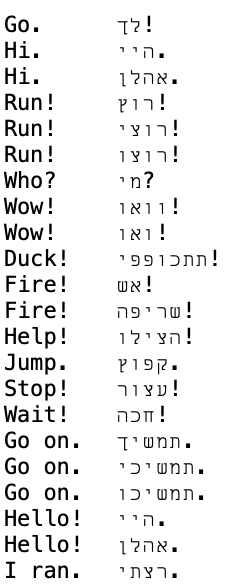 Go.	לך!
Hi.	היי.
Hi.	אהלן.
Run!	רוץ!
Run!	רוצי!
Run!	רוצו!
Who?	מי?
Wow!	וואו!
Wow!	ואו!
Duck!	תתכופפי!
Fire!	אש!
Fire!	שריפה!
Help!	הצילו!
Jump.	קפוץ.
Stop!	עצור!
Wait!	חכה!
Go on.	תמשיך.
Go on.	תמשיכי.
Go on.	תמשיכו.
Hello!	היי.
Hello!	אהלן.
I ran.	רצתי.